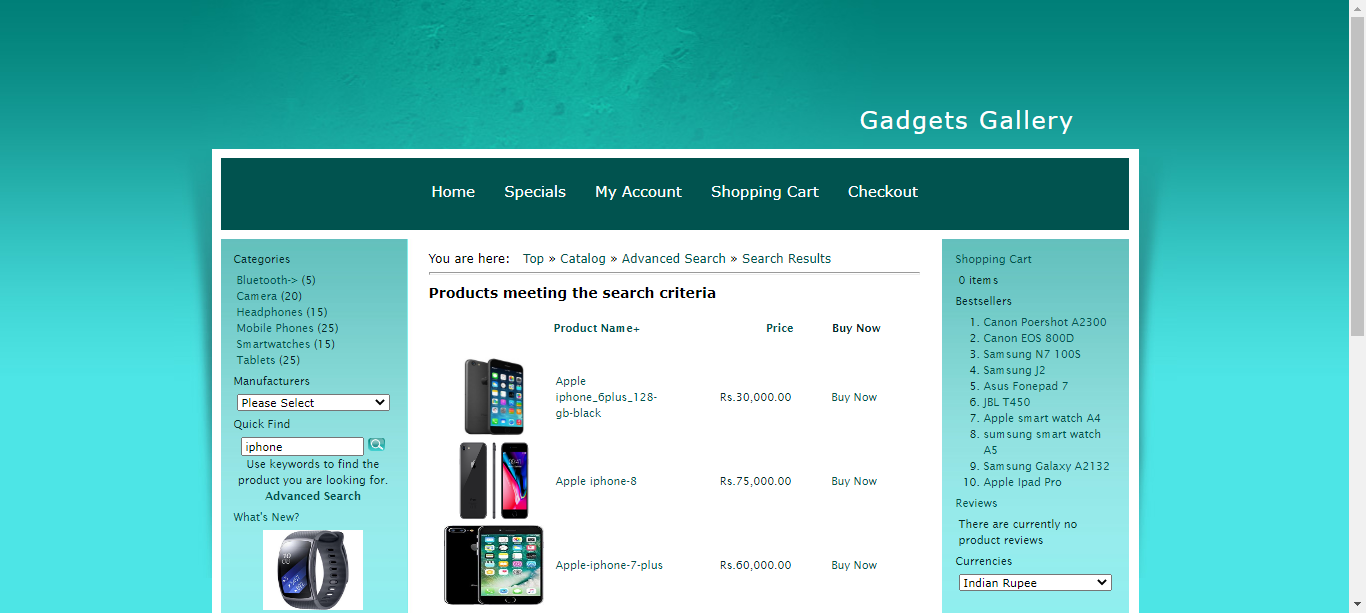 Gadgets Gallery
Home Specials My Account Shopping Cart Checkout
Categories
Bluetooth-> (5)
Camera (20)
Headphones (15)
Mobile Phones (25)
Smartwatches (15)
Tablets (25)
Manufacturers
Please Select
Quick Find
iphone
Use keywords to find the
product you are looking for.
Advanced Search
What's New?
You are here: Top » Catalog » Advanced Search » Search Results
Products meeting the search criteria
Product Name+ Price Buy Now
Apple
iphone_6plus_128-
gb-black
Rs.30,000.00 Buy Now
Apple iphone-8 Rs.75,000.00 Buy Now
Apple-iphone-7-plus Rs.60,000.00 Buy Now
Shopping Cart
0 items
Bestsellers
1. Canon Poershot A2300
2. Canon EOS 800D
3. Samsung N7 100S
4. Samsung J2
5. Asus Fonepad 7
6. JBL T450
7. Apple smart watch A4
8. sumsung smart watch
A5
9. Samsung Galaxy A2132
10. Apple Ipad Pro
Reviews
There are currently no
product reviews
Currencies
Indian Rupee